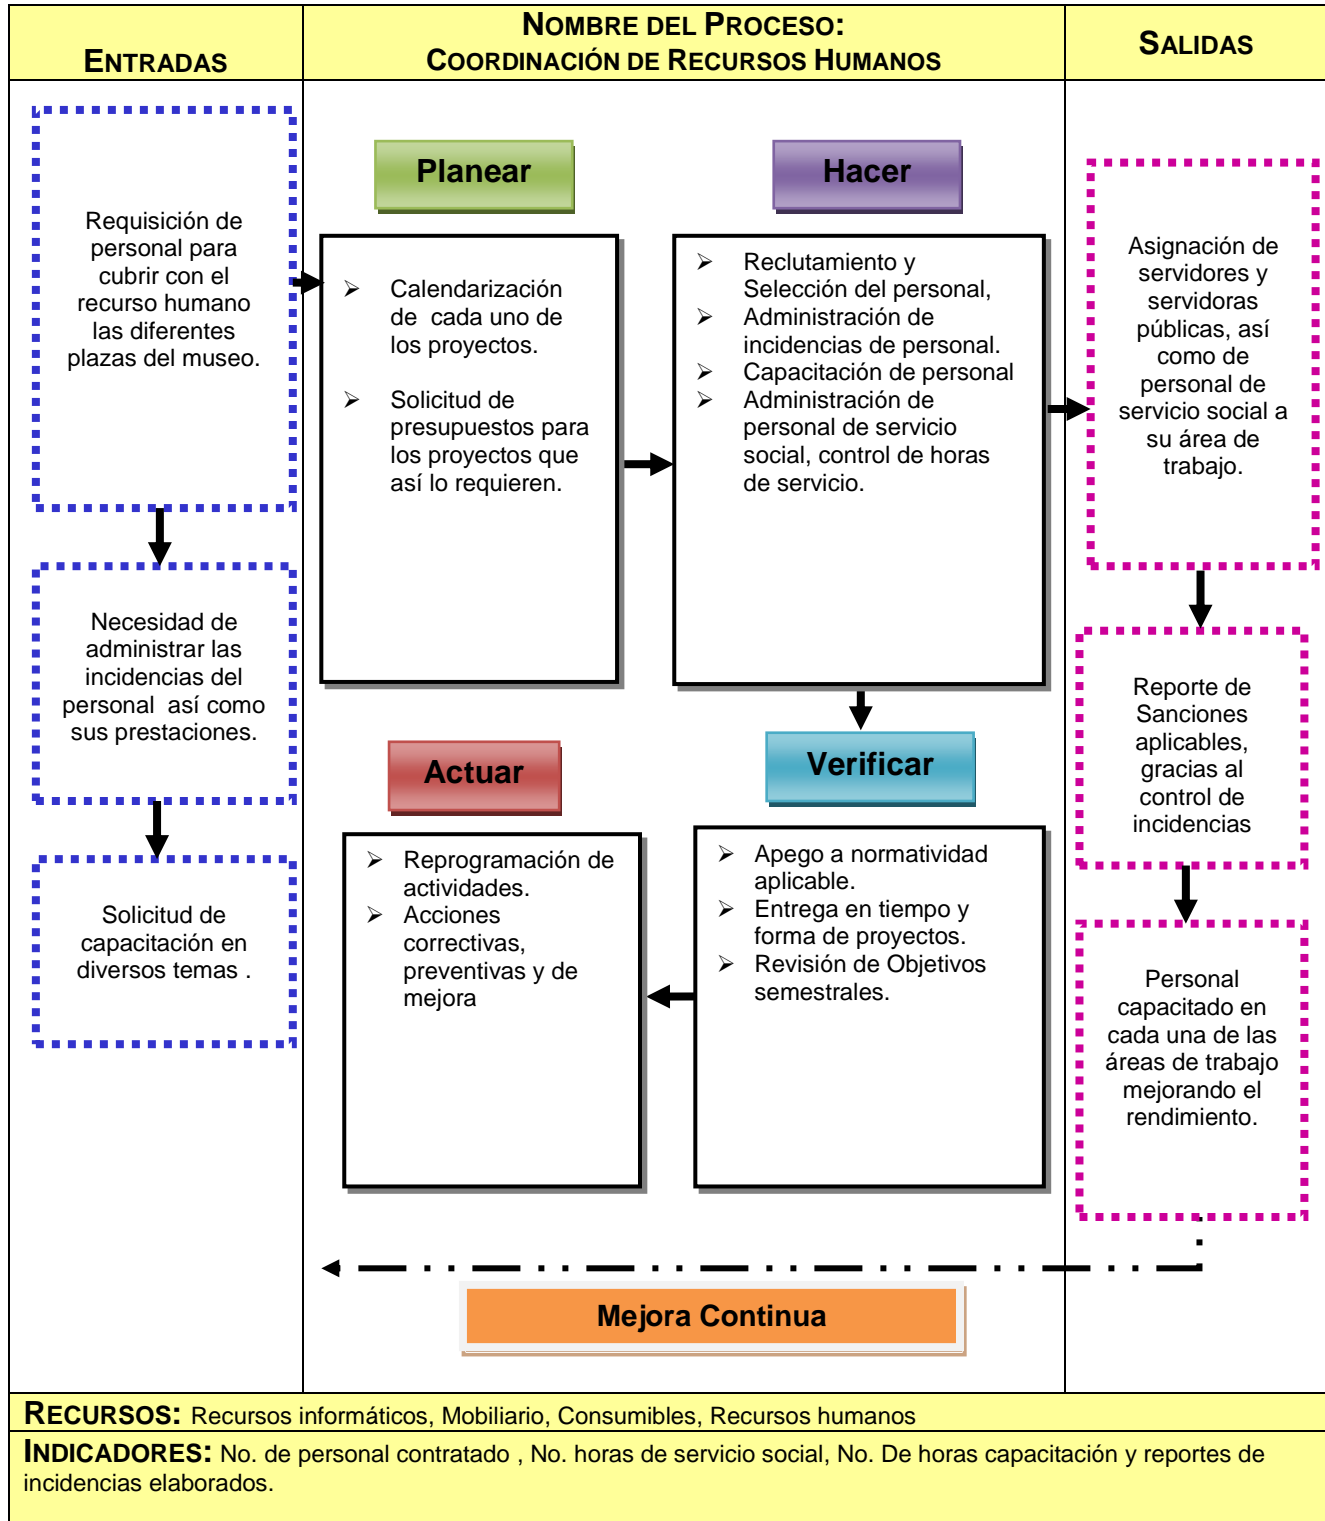 ENTRADAS
NOMBRE DEL PROCESO:
COORDINACIÓN DE RECURSOS HUMANOS
SALIDAS
Requisición de
personal para
cubrir con el
recurso humano
las diferentes
plazas del museo.
Necesidad de
administrar las
incidencias del
personal así como
sus prestaciones.
Solicitud de
capacitación en
diversos temas .
Planear
➢ Calendarización
de cada uno de
los proyectos.
➢ Solicitud de
presupuestos para
los proyectos que
así lo requieren.
Hacer
➢ Reclutamiento y
Selección del personal,
➢ Administración de
incidencias de personal.
➢ Capacitación de personal
➢ Administración de
personal de servicio
social, control de horas
de servicio.
Verificar
➢ Apego a normatividad
aplicable.
➢ Entrega en tiempo y
forma de proyectos.
➢ Revisión de Objetivos
semestrales.
Actuar
➢ Reprogramación de
actividades.
➢ Acciones
correctivas,
preventivas y de
mejora
Asignación de
servidores y
servidoras
públicas, así
como de
personal de
servicio social a
su área de
trabajo.
Reporte de
Sanciones
aplicables,
gracias al
control de
incidencias
Personal
capacitado en
cada una de las
áreas de trabajo
mejorando el
rendimiento.
Mejora Continua
RECURSOS: Recursos informáticos, Mobiliario, Consumibles, Recursos humanos
INDICADORES: No. de personal contratado , No. horas de servicio social, No. De horas capacitación y reportes de
incidencias elaborados.